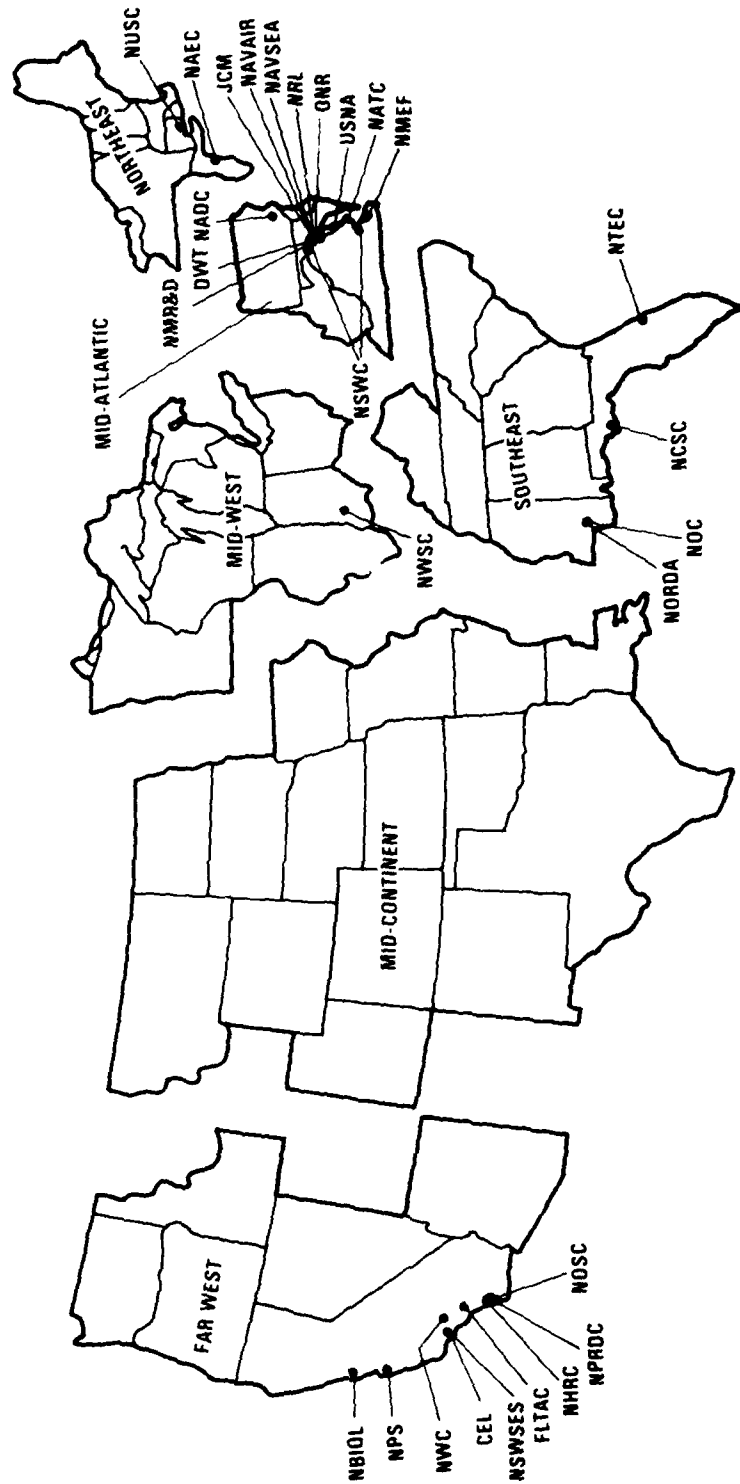 FAR WEST
NBIOL
NPS
NWC
CEL
NSWSES
FLTAC
NHRC
NPRDC
NOSC
MID-CONTINENT
MID-WEST
NWSC
MID-ATLANTIC
NMR&D
DWT
NADC
NSWC
NORTHEAST
NUSC
NAEC
JCM
NAVAIR
NAVSEA
NRL
ONR
USNA
NATC
NMEF
SOUTHEAST
NORDA
NOC
NCSC
NTEC